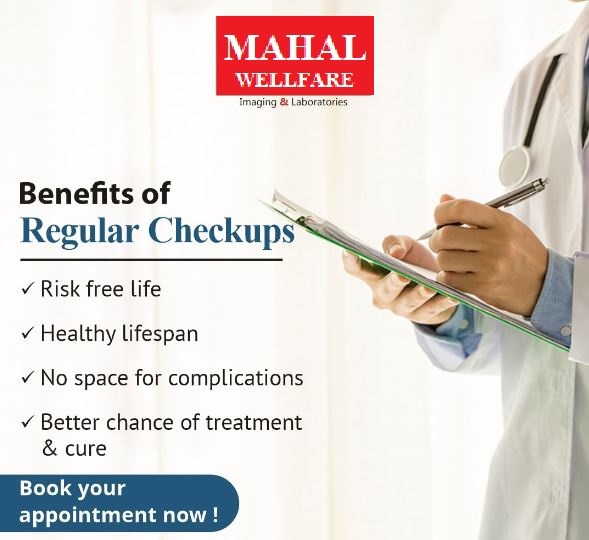 MAHAL
WELLFARE
Imaging & Laboratories
Benefits of
Regular Checkups
✓ Risk free life
✓ Healthy lifespan
✓ No space for complications
✓ Better chance of treatment
& cure
Book your
appointment now !